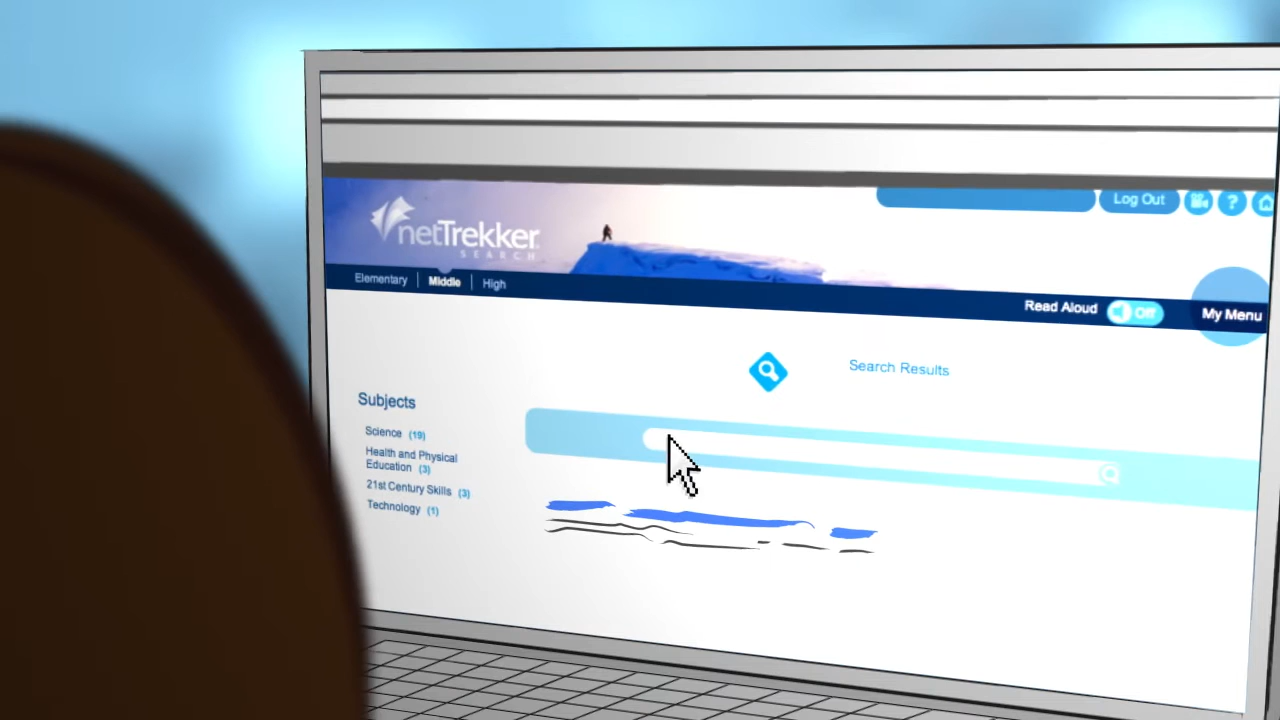 Log Out
?
netTrekker
SEARCH
Elementary
Middle
High
Read Aloud
Off
My Menu
Search Results
Subjects
Science (19)
Health and Physical
Education (3)
21st Century Skills (3)
Technology (1)